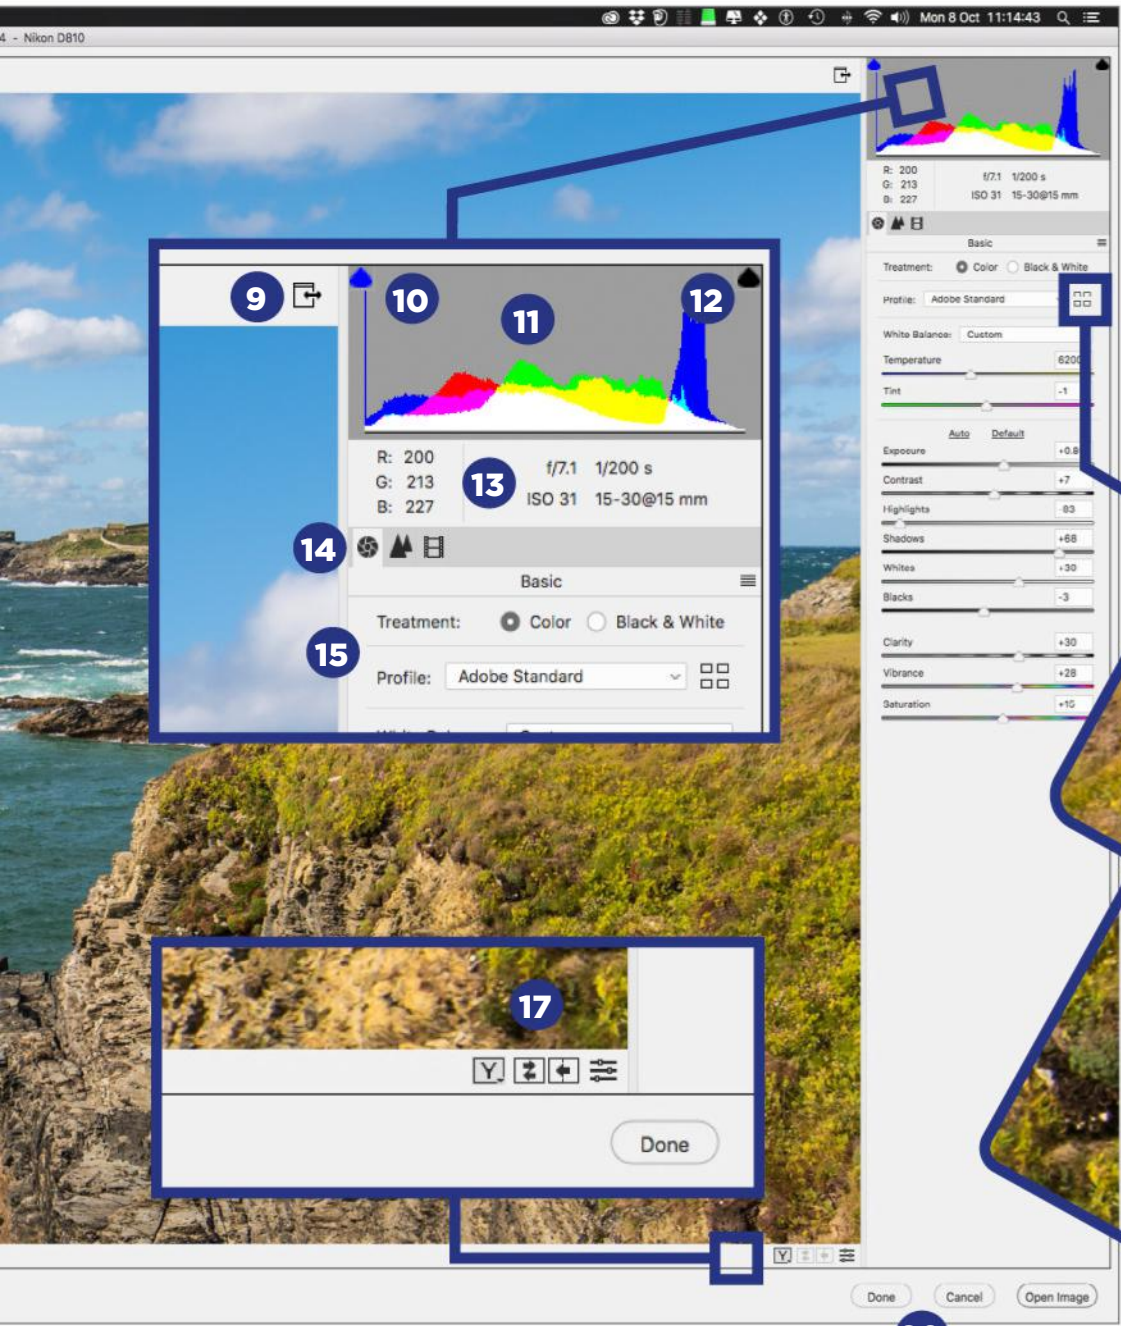 Mon 8 Oct 11:14:43
4 - Nikon D810
R: 200
G: 213
B: 227
f/7.1 1/200 s
ISO 31 15-30@15 mm
Basic
Treatment: Color Black & White
Profile: Adobe Standard
White Balance: Custom
Temperature 6200
Tint -1
Auto Default
Exposure +0.8
Contrast +7
Highlights -83
Shadows +68
Whites +30
Blacks -3
Clarity +30
Vibrance +28
Saturation +15
9
10
11
12
R: 200
G: 213
B: 227
13
f/7.1 1/200 s
ISO 31 15-30@15 mm
14
Basic
Treatment: Color Black & White
15
Profile: Adobe Standard
17
Y
Done
Y
Done Cancel Open Image